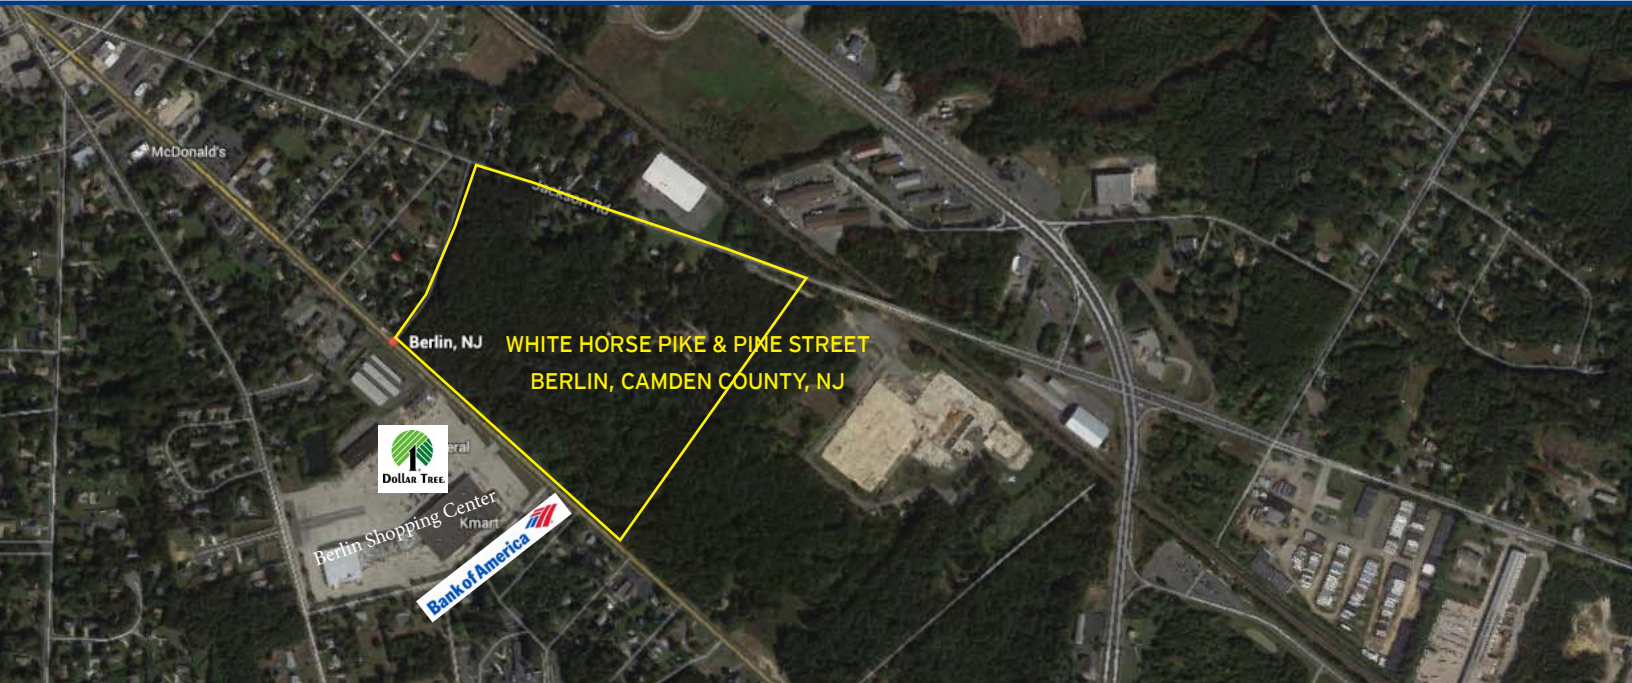 McDonald's
Jackson Rd
Berlin, NJ
WHITE HORSE PIKE & PINE STREET
BERLIN, CAMDEN COUNTY, NJ
eral
DOLLAR TREE
Berlin Shopping Center
Kmart
Bank of America